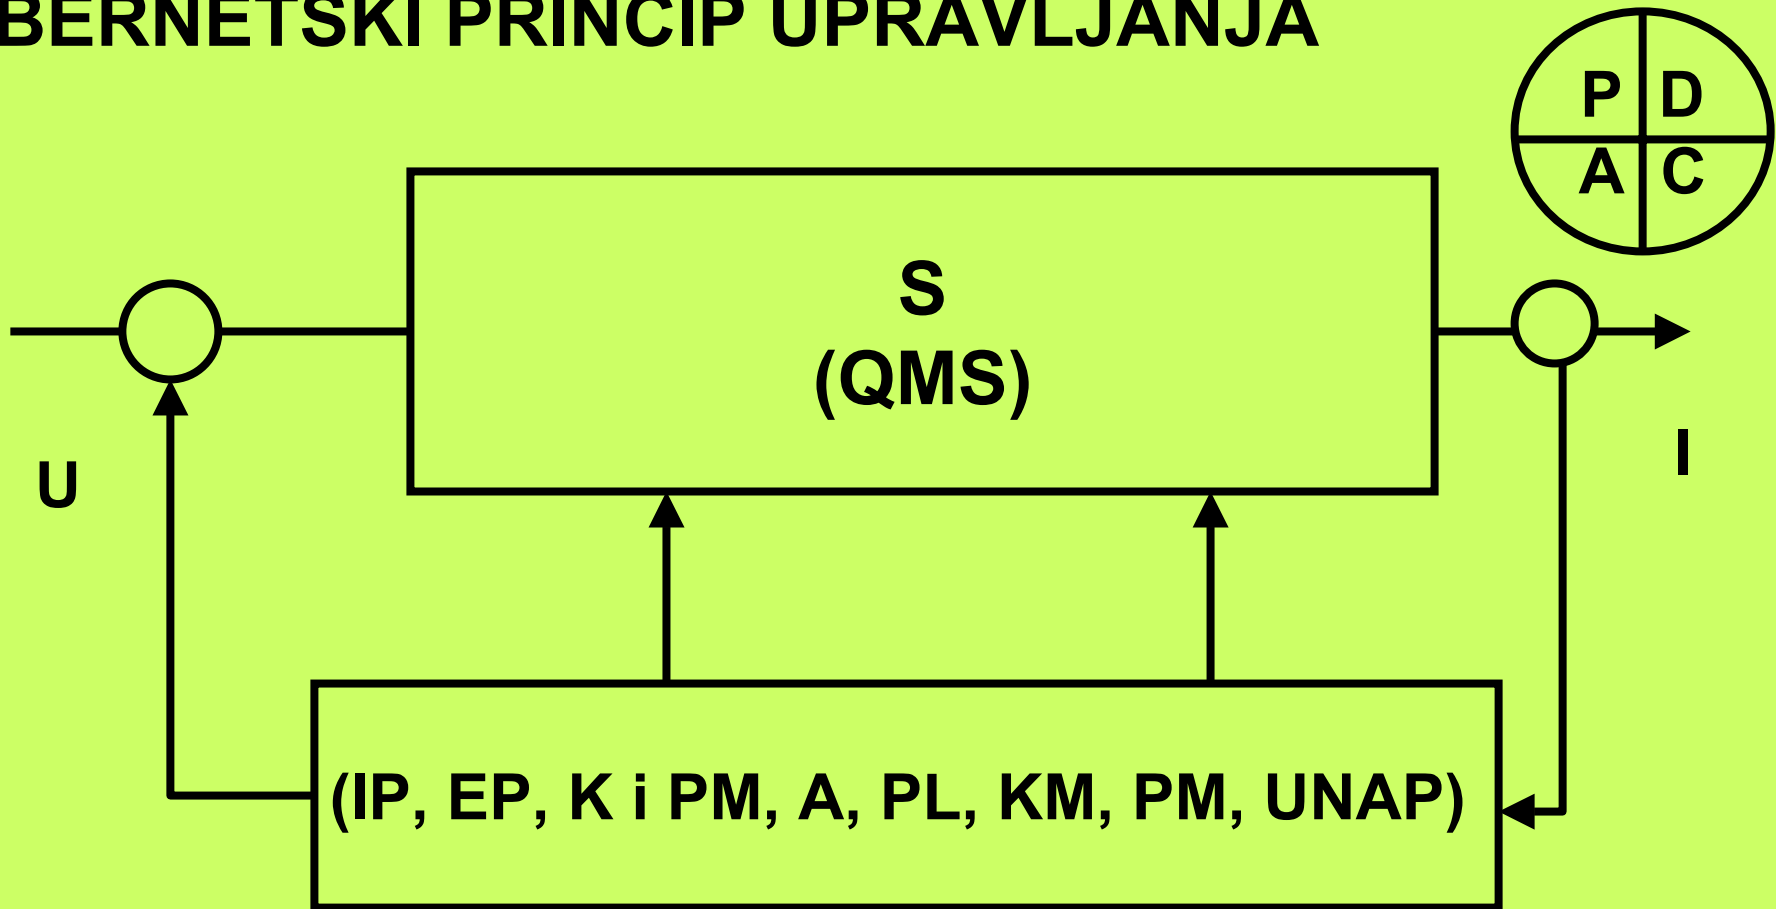 BERNETSKI PRINCIP UPRAVLJANJA
P D
A C
S
(QMS)
U
I
(IP, EP, K i PM, A, PL, KM, PM, UNAP)